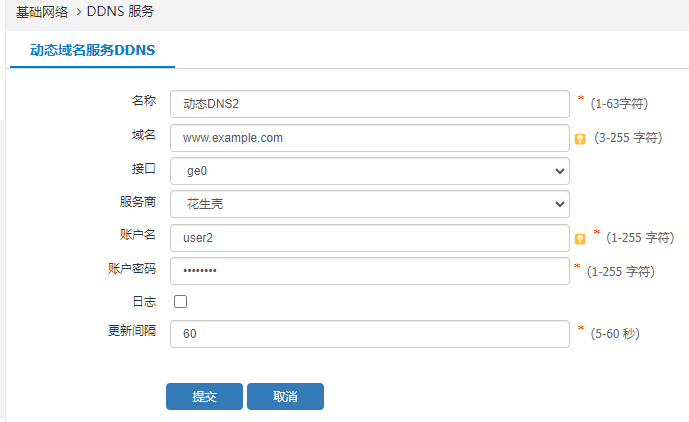 基础网络 > DDNS 服务
动态域名服务DDNS
名称 动态DNS2 * (1-63字符)
域名 www.example.com (3-255 字符)
接口 ge0
服务商 花生壳
账户名 user2 * (1-255 字符)
账户密码 •••••••• * (1-255 字符)
日志
更新间隔 60 * (5-60 秒)
提交 取消